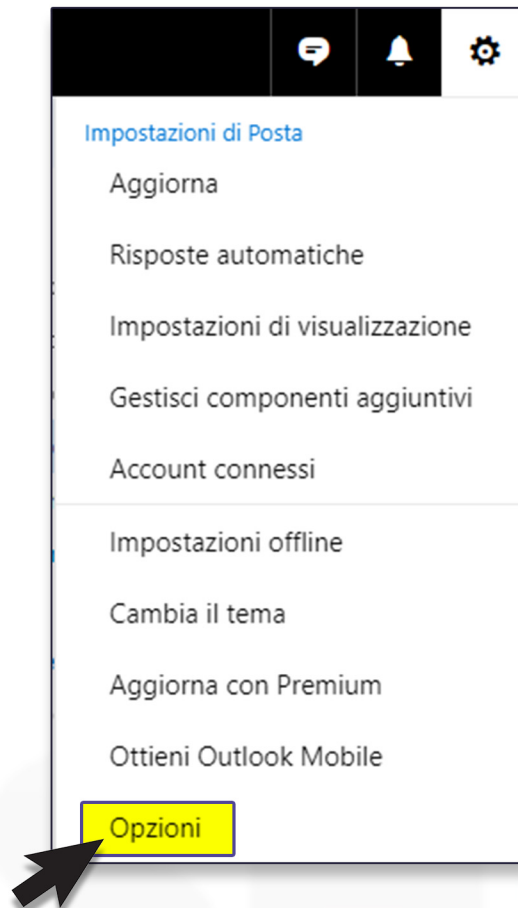 Impostazioni di Posta
Aggiorna
Risposte automatiche
Impostazioni di visualizzazione
Gestisci componenti aggiuntivi
Account connessi
Impostazioni offline
Cambia il tema
Aggiorna con Premium
Ottieni Outlook Mobile
Opzioni